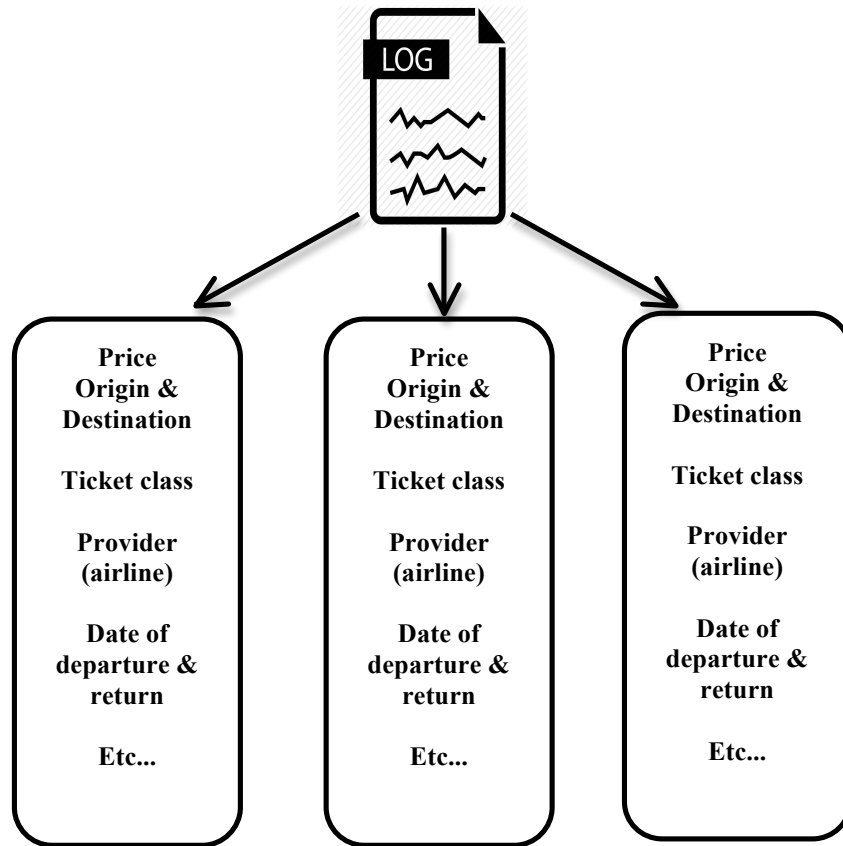 LOG
Price
Origin &
Destination
Ticket class
Provider
(airline)
Date of
departure &
return
Etc...
Price
Origin &
Destination
Ticket class
Provider
(airline)
Date of
departure &
return
Etc...
Price
Origin &
Destination
Ticket class
Provider
(airline)
Date of
departure &
return
Etc...